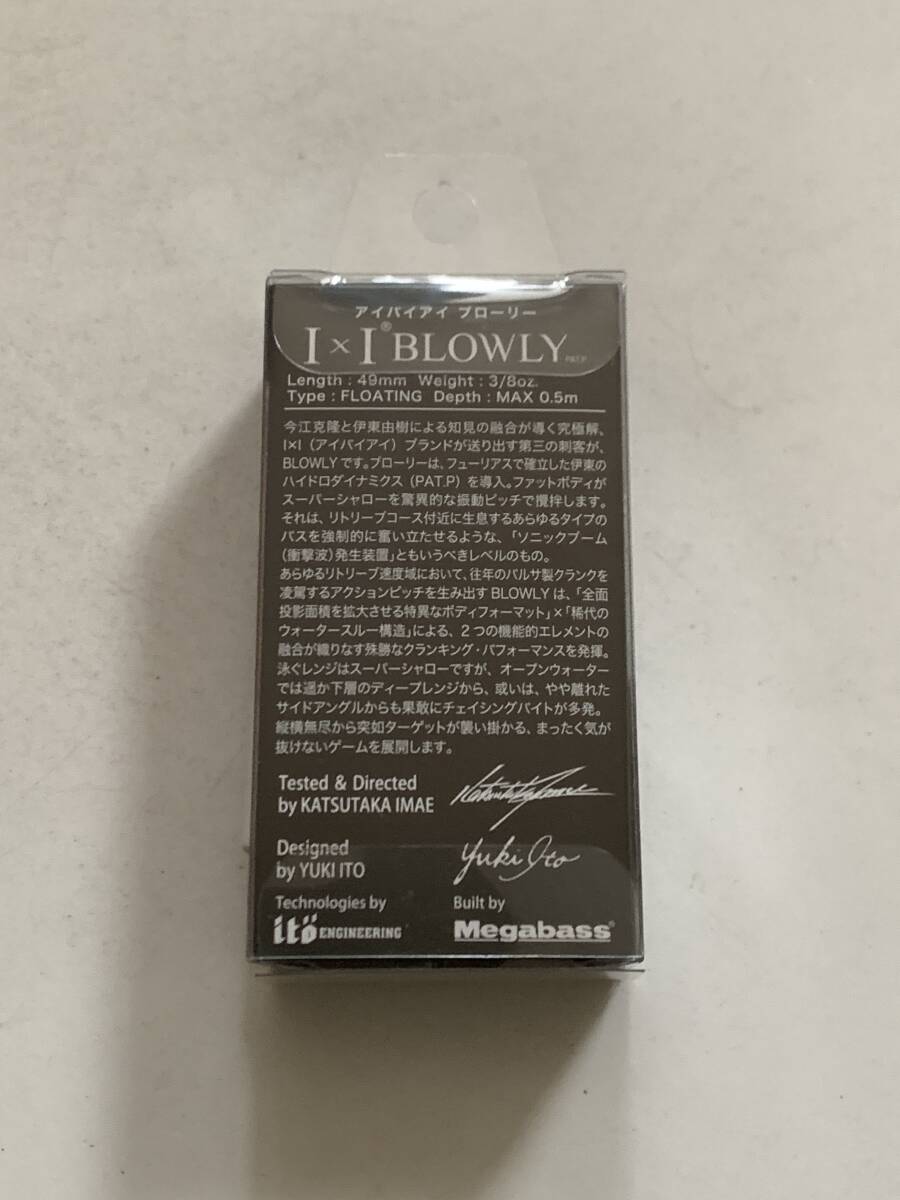 アイバイアイ ブローリー
I×I® BLOWLY PAT.P
Length : 49mm Weight : 3/8oz.
Type : FLOATING Depth : MAX 0.5m
今江克隆と伊東由樹による知見の融合が導く究極解、
I×I（アイバイアイ）ブランドが送り出す第三の刺客が、
BLOWLYです。ブローリーは、フューリアスで確立した伊東の
ハイドロダイナミクス（PAT.P）を導入。ファットボディが
スーパーシャローを驚異的な振動ピッチで攪拌します。
それは、リトリーブコース付近に生息するあらゆるタイプの
バスを強制的に奮い立たせるような、「ソニックブーム
（衝撃波）発生装置」ともいうべきレベルのもの。
あらゆるリトリーブ速度域において、往年のバルサ製クランクを
凌駕するアクションピッチを生み出すBLOWLYは、「全面
投影面積を拡大させる特異なボディフォーマット」×「稀代の
ウォータースルー構造」による、2つの機能的エレメントの
融合が織りなす殊勝なクランキング・パフォーマンスを発揮。
泳ぐレンジはスーパーシャローですが、オープンウォーター
では遥か下層のディープレンジから、或いは、やや離れた
サイドアングルからも果敢にチェイシングバイトが多発。
縦横無尽から突如ターゲットが襲い掛かる、まったく気が
抜けないゲームを展開します。
Tested & Directed
by KATSUTAKA IMAE
Designed
by YUKI ITO
Yuki Ito
Technologies by
itö ENGINEERING
Built by
Megabass®